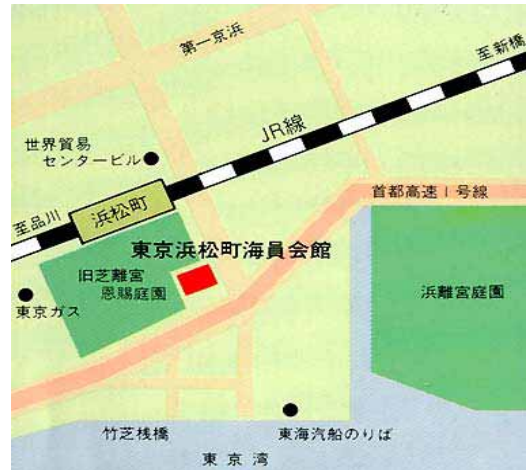 第一京浜
至新橋
JR線
世界貿易
センタービル
首都高速1号線
浜松町
至品川
東京浜松町海員会館
旧芝離宮
恩賜庭園
浜離宮庭園
東京ガス
竹芝桟橋
東海汽船のりば
東京湾